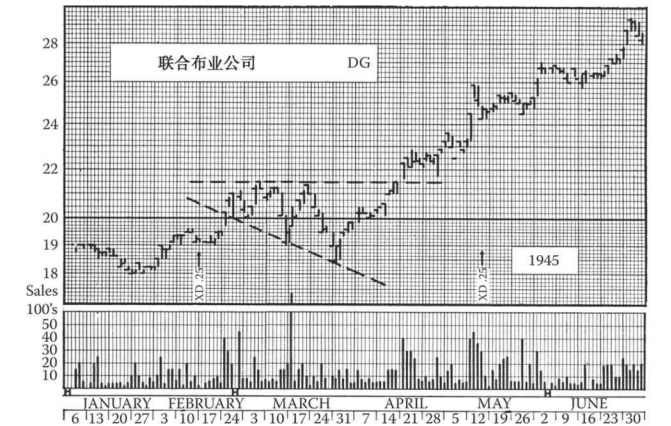 28
联合布业公司 DG
26
24
22
20
19
1945
18
XD .25
XD .25
Sales
100's
50
40
30
20
10
JANUARY FEBRUARY MARCH APRIL MAY JUNE
6 13 20 27 3 10 17 24 3 10 17 24 31 7 14 21 28 5 12 19 26 2 9 16 23 30